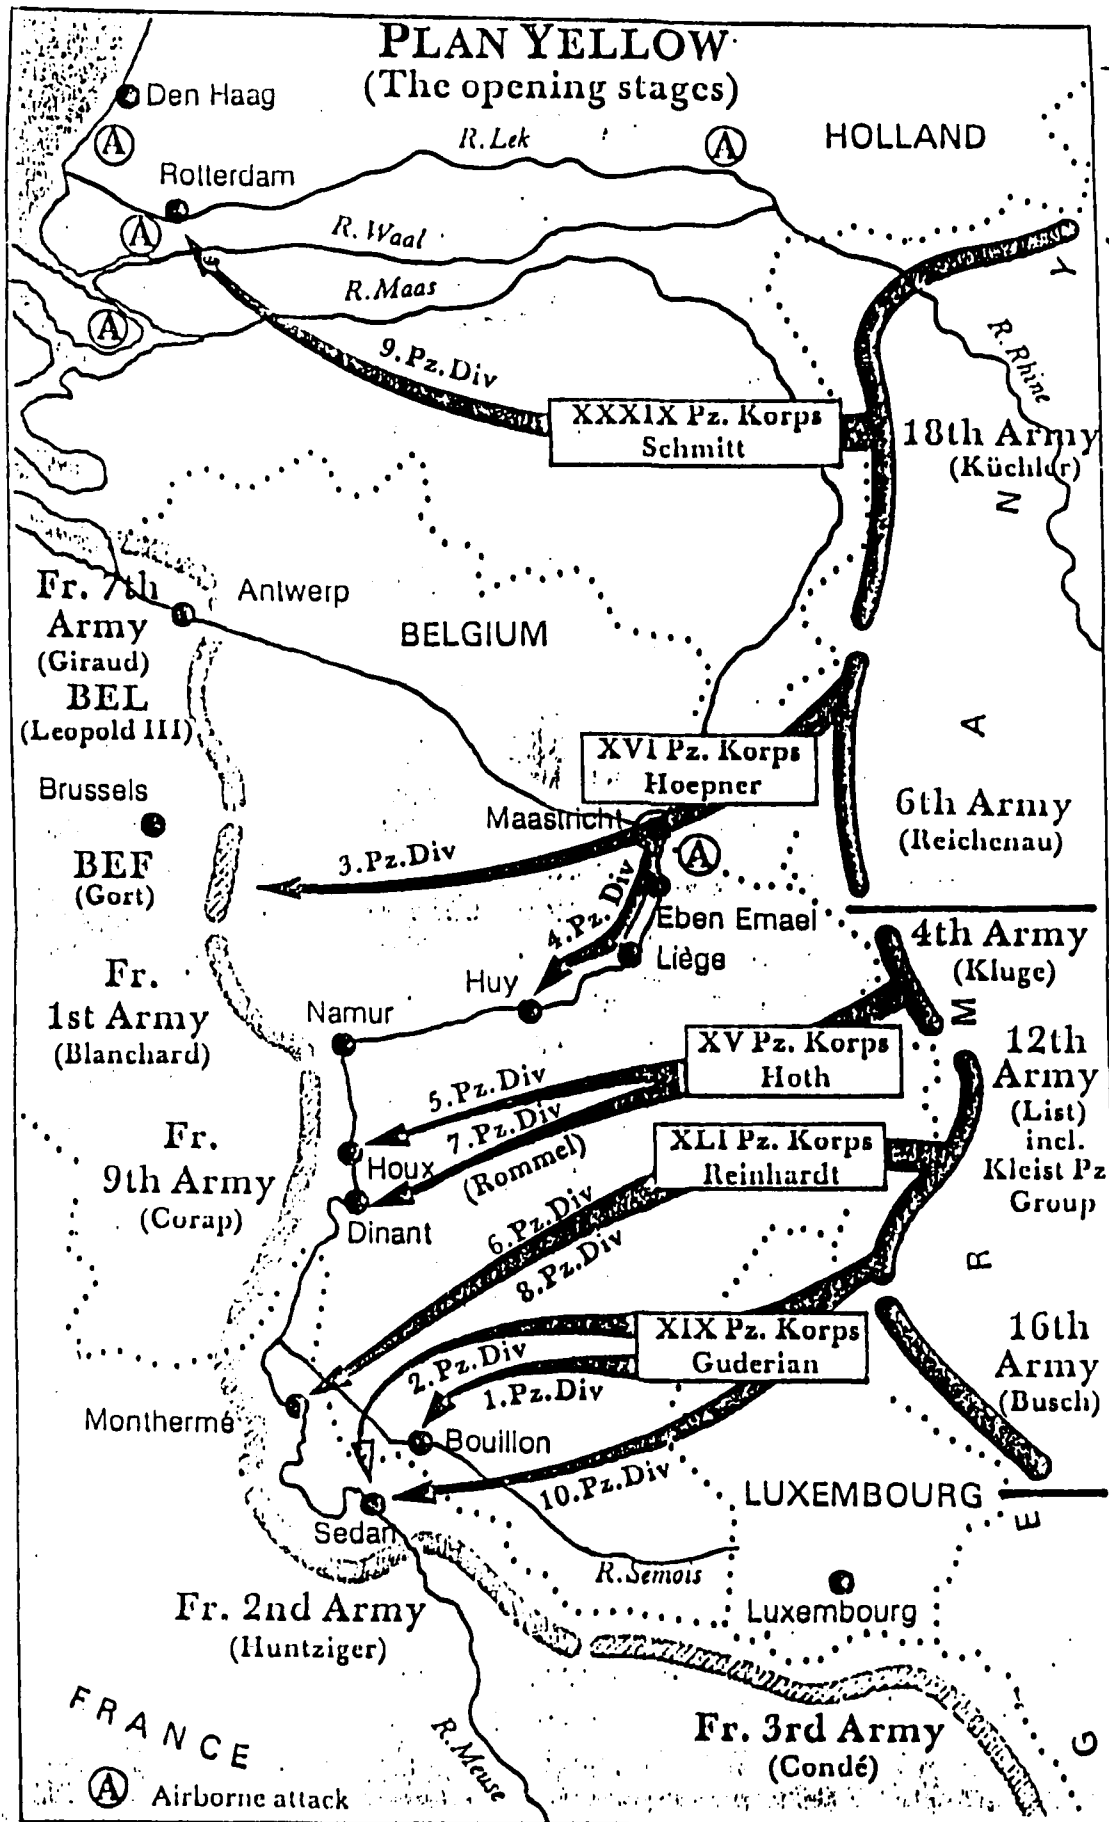 PLAN YELLOW
(The opening stages)
Den Haag
A
R. Lek
A
HOLLAND
Rotterdam
A
R. Waal
R. Maas
A
9.Pz.Div
R. Rhine
XXXIX Pz. Korps
Schmitt
18th Army
(Küchler)
Fr. 7th
Army
(Giraud)
Antwerp
BELGIUM
BEL
(Leopold III)
XVI Pz. Korps
Hoepner
Brussels
Maastricht
A
6th Army
(Reichenau)
3.Pz.Div
BEF
(Gort)
4.Pz. Div
Eben Emael
Liège
4th Army
(Kluge)
Huy
Fr.
1st Army
(Blanchard)
Namur
XV Pz. Korps
Hoth
12th
Army
(List)
incl.
Kleist Pz
Group
5.Pz.Div
7.Pz.Div
(Rommel)
XLI Pz. Korps
Reinhardt
Fr.
9th Army
(Corap)
Houx
Dinant
6.Pz.Div
8.Pz.Div
XIX Pz. Korps
Guderian
16th
Army
(Busch)
2.Pz.Div
1.Pz.Div
Monthermé
Bouillon
10.Pz.Div
LUXEMBOURG
Sedan
R. Semois
Luxembourg
Fr. 2nd Army
(Huntziger)
FRANCE
R. Meuse
Fr. 3rd Army
(Condé)
GERMANY
A Airborne attack